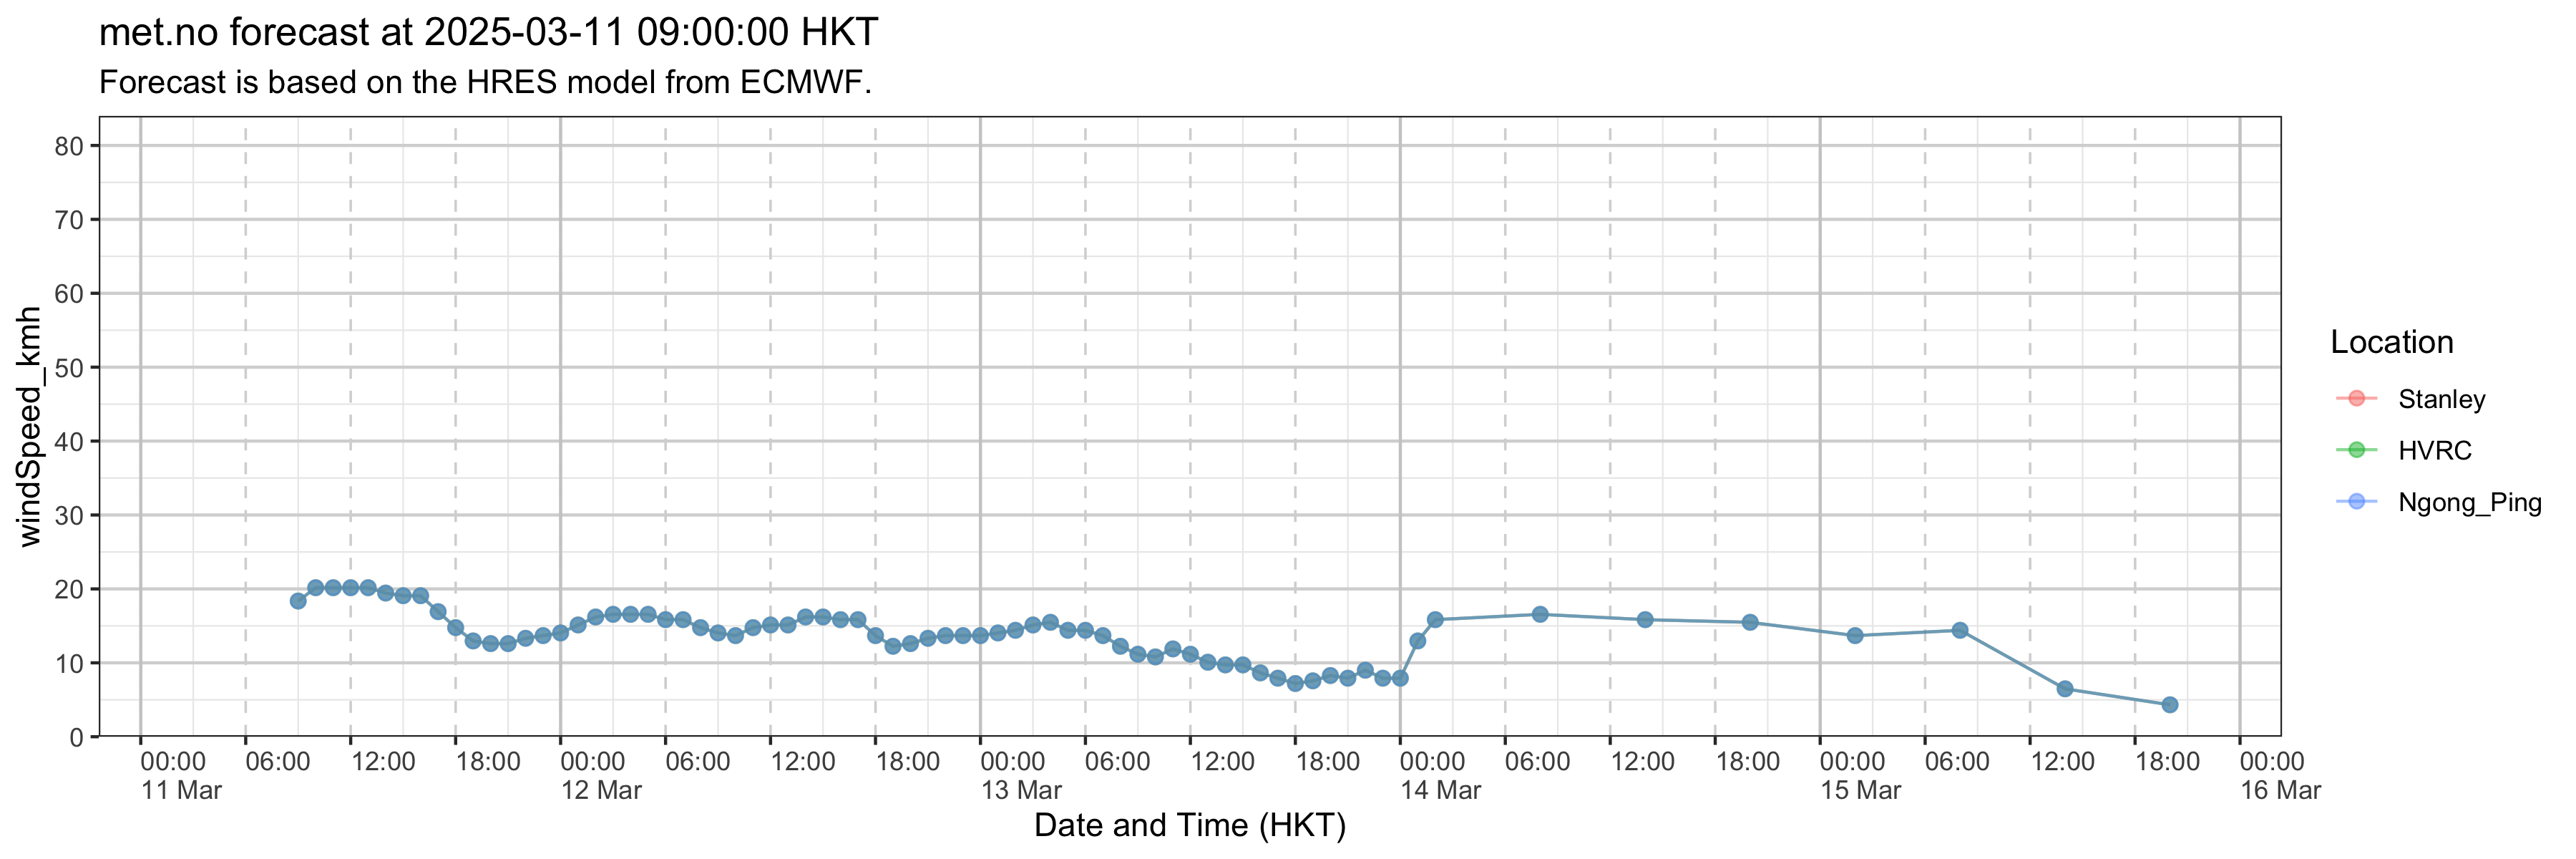 met.no forecast at 2025-03-11 09:00:00 HKT
Forecast is based on the HRES model from ECMWF.
80
70
60
50
40
30
20
10
0
windSpeed_kmh
00:00 06:00 12:00 18:00 00:00 06:00 12:00 18:00 00:00 06:00 12:00 18:00 00:00 06:00 12:00 18:00 00:00 06:00 12:00 18:00 00:00
11 Mar 12 Mar 13 Mar 14 Mar 15 Mar 16 Mar
Date and Time (HKT)
Location
Stanley
HVRC
Ngong_Ping